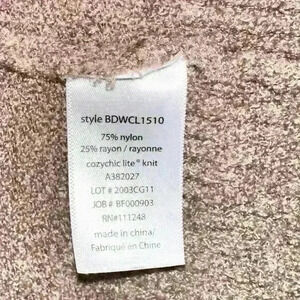 style BDWCL1510
75% nylon
25% rayon / rayonne
cozychic lite® knit
A382027
LOT # 2003CG11
JOB # BF000903
RN#111248
made in china/
Fabriqué en Chine